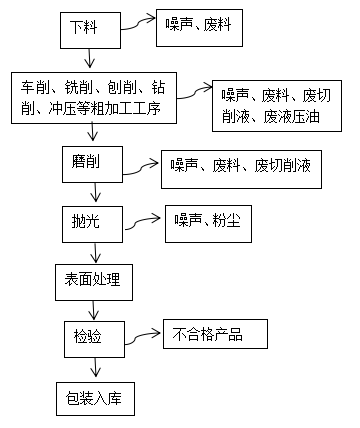 下料
噪声、废料
车削、铣削、刨削、钻
削、冲压等粗加工工序
噪声、废料、废切
削液、废液压油
磨削
噪声、废料、废切削液
抛光
噪声、粉尘
表面处理
检验
不合格产品
包装入库